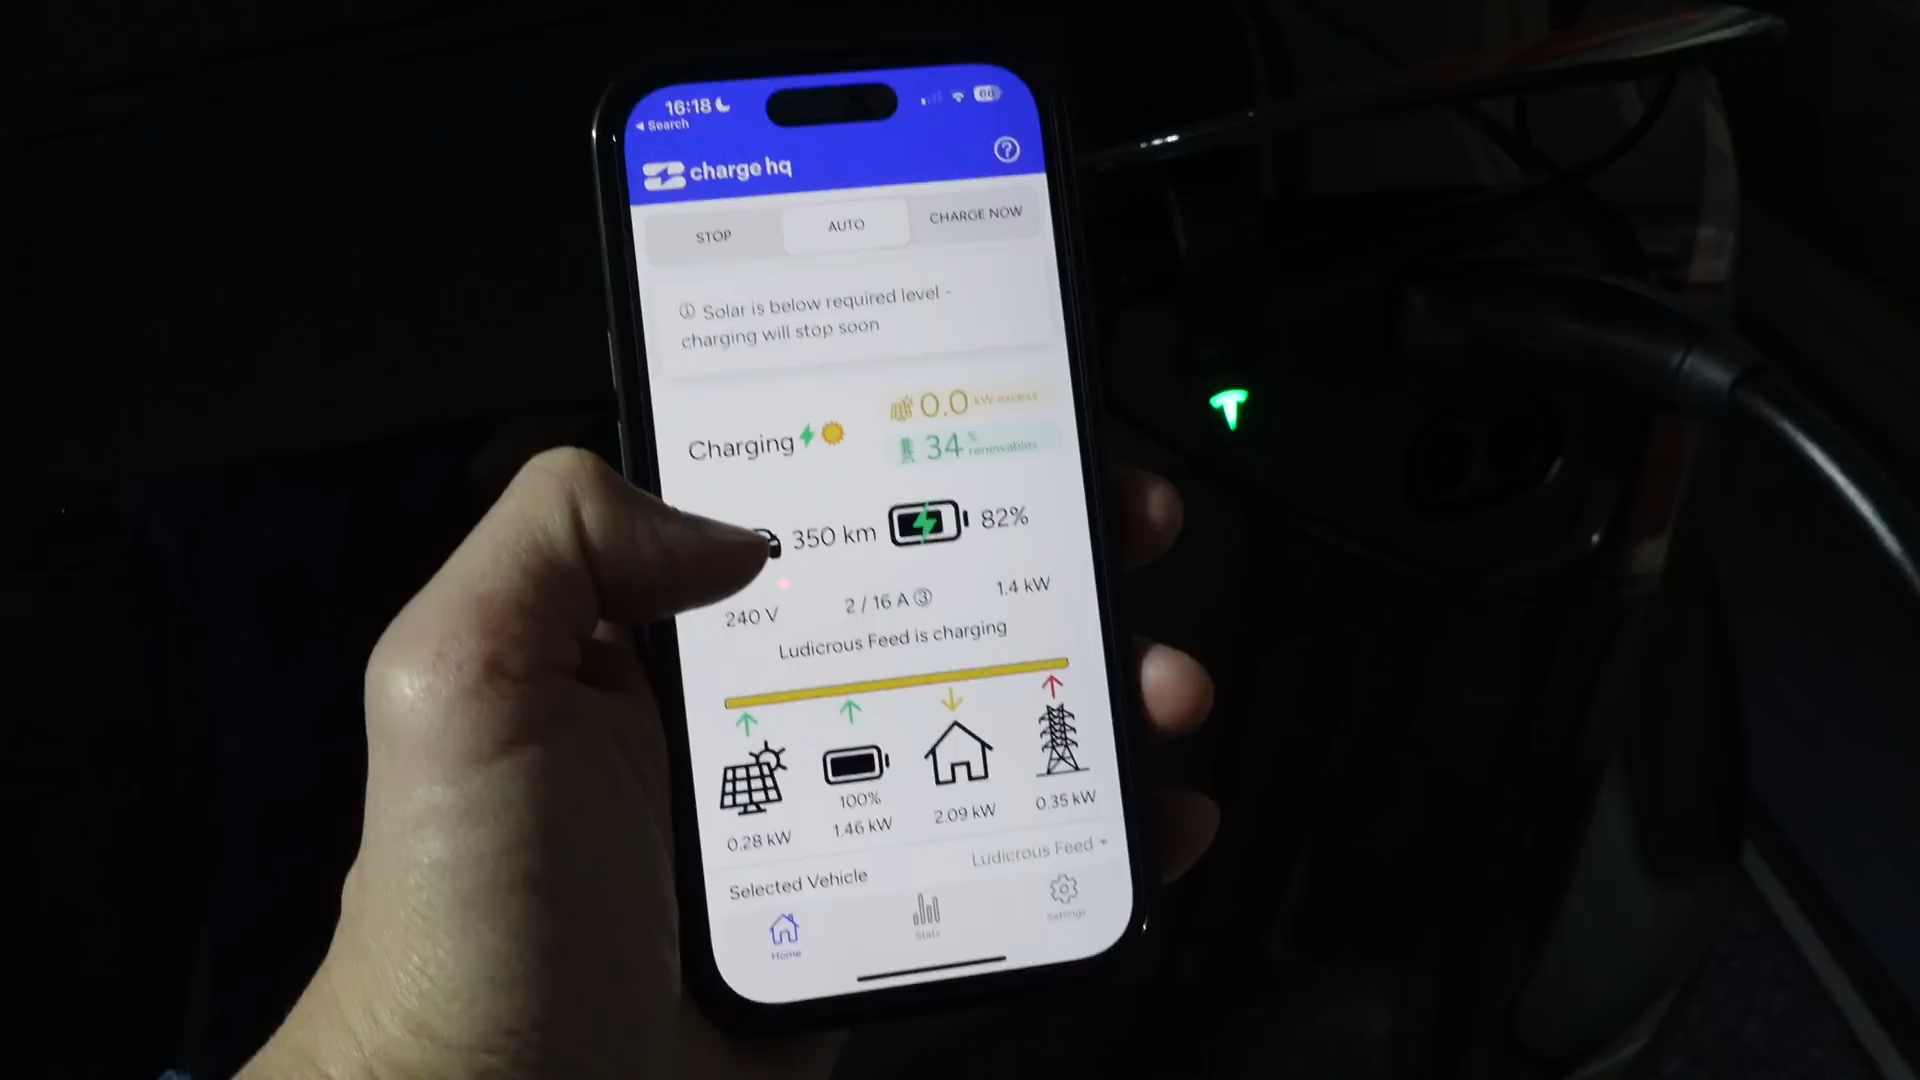 16:18
60
◀ Search
charge hq
?
STOP
AUTO
CHARGE NOW
ⓘ Solar is below required level -
charging will stop soon
Charging
0.0 kW excess
34 % renewables
350 km
82%
240 V
2 / 16 A ③
1.4 kW
Ludicrous Feed is charging
100%
0.28 kW
1.46 kW
2.09 kW
0.35 kW
Selected Vehicle
Ludicrous Feed
Home
Stats
Settings